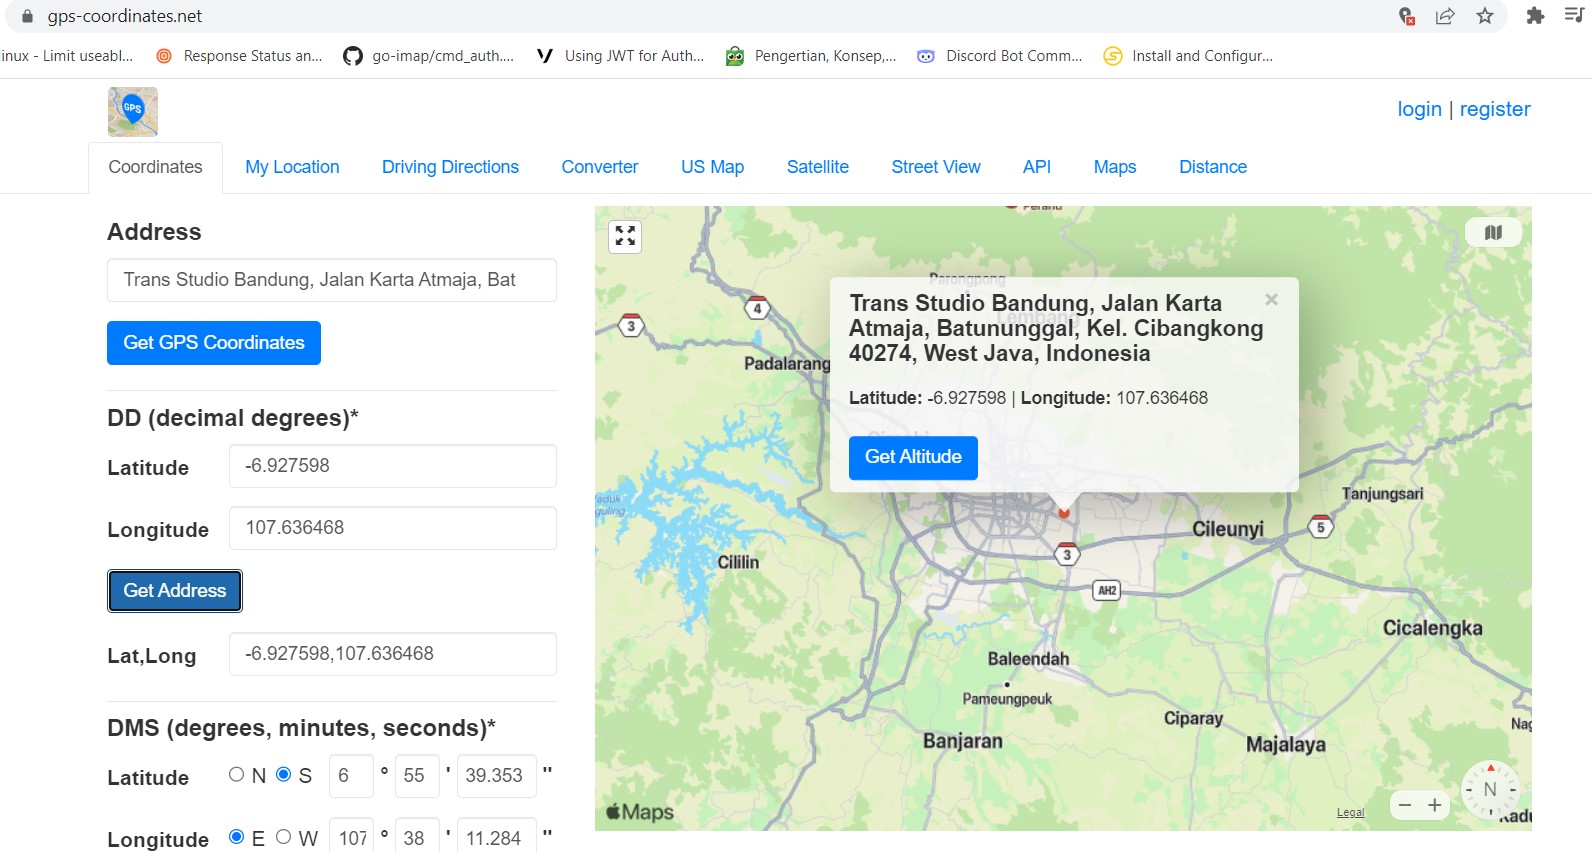 gps-coordinates.net
inux - Limit useabl...
Response Status an...
go-imap/cmd_auth....
Using JWT for Auth...
Pengertian, Konsep,...
Discord Bot Comm...
Install and Configur...
GPS
login | register
Coordinates
My Location
Driving Directions
Converter
US Map
Satellite
Street View
API
Maps
Distance
Address
Trans Studio Bandung, Jalan Karta Atmaja, Bat
Get GPS Coordinates
DD (decimal degrees)*
Latitude
-6.927598
Longitude
107.636468
Get Address
Lat,Long
-6.927598,107.636468
DMS (degrees, minutes, seconds)*
Latitude N S 6 ° 55 ' 39.353 ''
Longitude E W 107 ° 38 ' 11.284 ''
Parongpong
Lembang
4
3
Padalarang
Trans Studio Bandung, Jalan Karta
Atmaja, Batununggal, Kel. Cibangkong
40274, West Java, Indonesia
×
Latitude: -6.927598 | Longitude: 107.636468
Get Altitude
Tanjungsari
Cileunyi
5
3
Cililin
AH2
Cicalengka
Baleendah
Pameungpeuk
Ciparay
Banjaran
Majalaya
N
Maps
Legal
− +